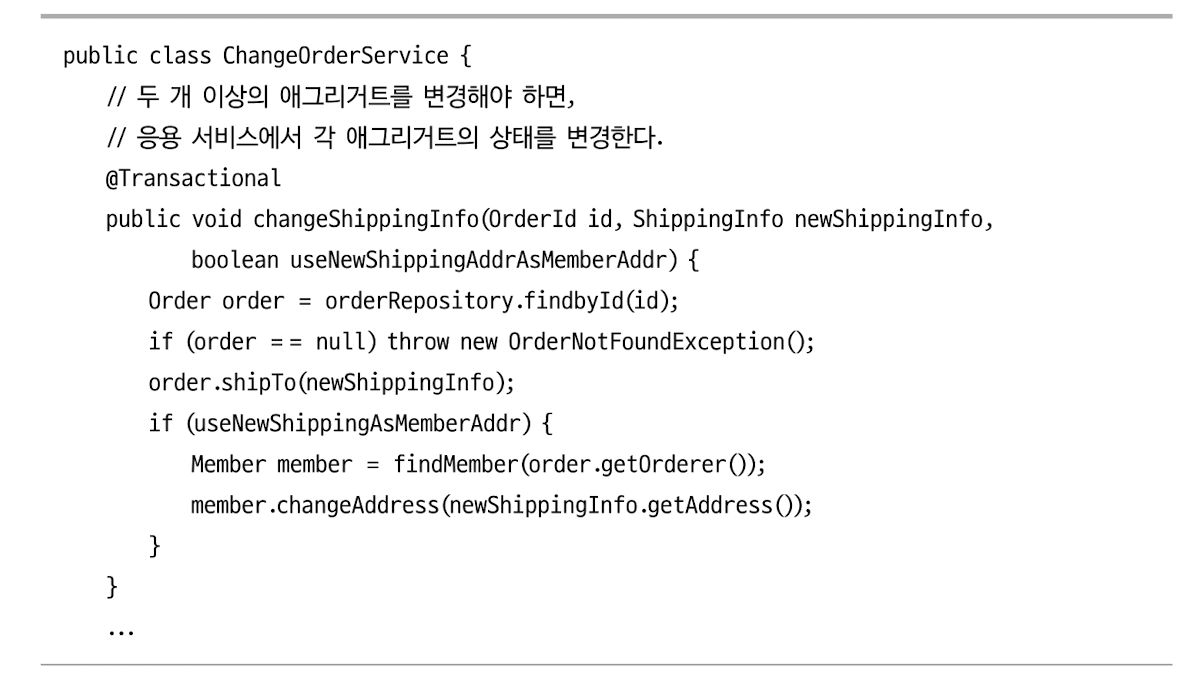 public class ChangeOrderService {
// 두 개 이상의 애그리거트를 변경해야 하면,
// 응용 서비스에서 각 애그리거트의 상태를 변경한다.
@Transactional
public void changeShippingInfo(OrderId id, ShippingInfo newShippingInfo,
boolean useNewShippingAddrAsMemberAddr) {
Order order = orderRepository.findbyId(id);
if (order == null) throw new OrderNotFoundException();
order.shipTo(newShippingInfo);
if (useNewShippingAsMemberAddr) {
Member member = findMember(order.getOrderer());
member.changeAddress(newShippingInfo.getAddress());
}
}
...